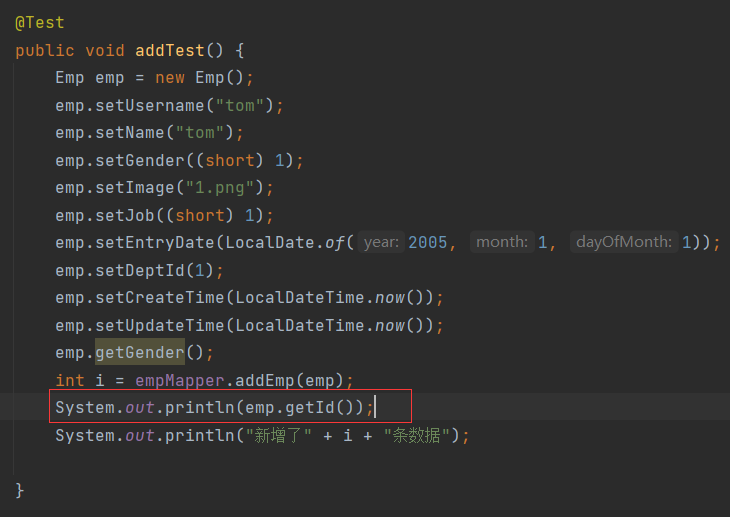 @Test
public void addTest() {
    Emp emp = new Emp();
    emp.setUsername("tom");
    emp.setName("tom");
    emp.setGender((short) 1);
    emp.setImage("1.png");
    emp.setJob((short) 1);
    emp.setEntryDate(LocalDate.of( year: 2005, month: 1, dayOfMonth: 1));
    emp.setDeptId(1);
    emp.setCreateTime(LocalDateTime.now());
    emp.setUpdateTime(LocalDateTime.now());
    emp.getGender();
    int i = empMapper.addEmp(emp);
    System.out.println(emp.getId());
    System.out.println("新增了" + i + "条数据");
}